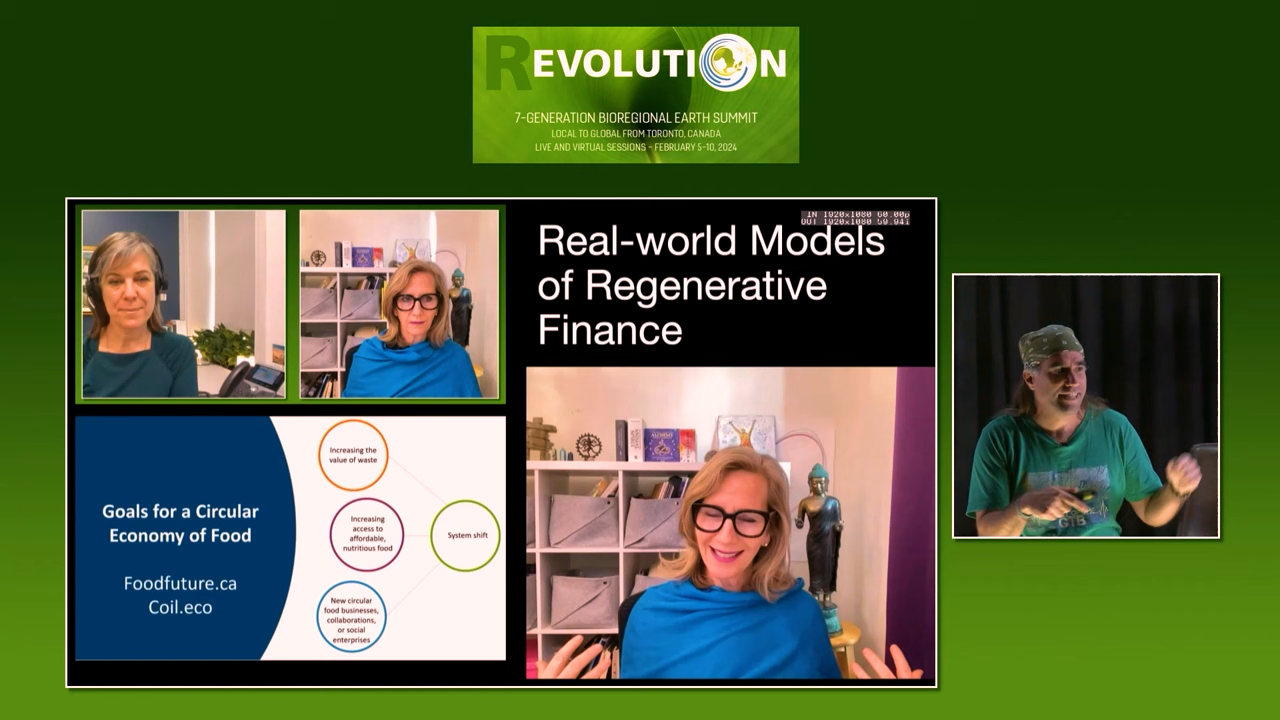 REVOLUTION
7-GENERATION BIOREGIONAL EARTH SUMMIT
LOCAL TO GLOBAL FROM TORONTO, CANADA
LIVE AND VIRTUAL SESSIONS - FEBRUARY 5-10, 2024
IN 1920x1080 60.00p
OUT 1920x1080 59.94i
Real-world Models
of Regenerative
Finance
Goals for a Circular
Economy of Food
Foodfuture.ca
Coil.eco
Increasing the
value of waste
Increasing
access to
affordable,
nutritious food
System shift
New circular
food businesses,
collaborations,
or social
enterprises
GTB